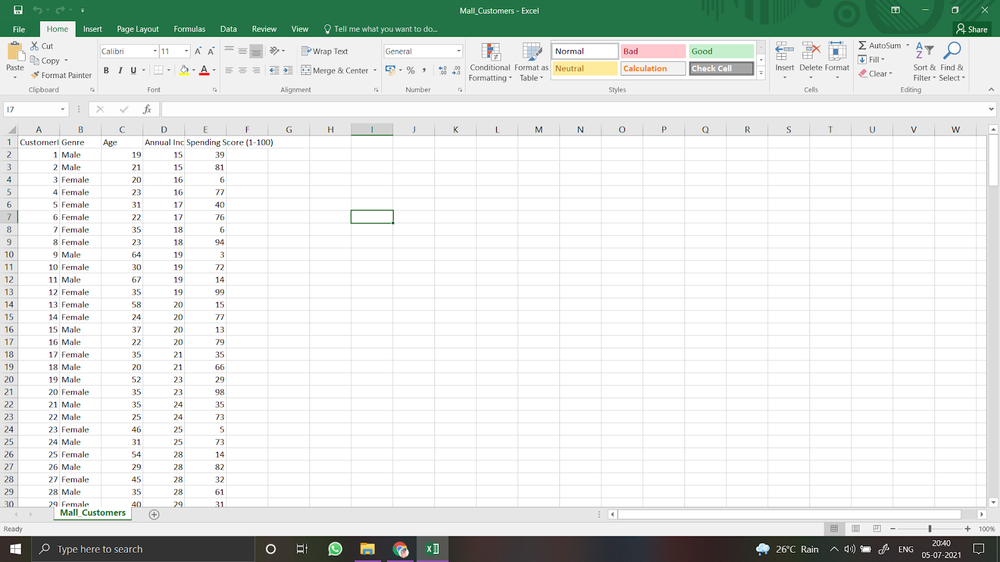 Mall_Customers - Excel
File Home Insert Page Layout Formulas Data Review View Tell me what you want to do... Share
Paste Cut Copy Format Painter Clipboard
Calibri 11 A A B I U A Font
Wrap Text Merge & Center Alignment
General % , .00 Number
Conditional Formatting Format as Table
Normal Bad Good
Neutral Calculation Check Cell
Styles
Insert Delete Format Cells
AutoSum Fill Clear Sort & Filter Find & Select Editing
I7 fx
A B C D E F G H I J K L M N O P Q R S T U V W
1 CustomerI Genre Age Annual Inc Spending Score (1-100)
2 1 Male 19 15 39
3 2 Male 21 15 81
4 3 Female 20 16 6
5 4 Female 23 16 77
6 5 Female 31 17 40
7 6 Female 22 17 76
8 7 Female 35 18 6
9 8 Female 23 18 94
10 9 Male 64 19 3
11 10 Female 30 19 72
12 11 Male 67 19 14
13 12 Female 35 19 99
14 13 Female 58 20 15
15 14 Female 24 20 77
16 15 Male 37 20 13
17 16 Male 22 20 79
18 17 Female 35 21 35
19 18 Male 20 21 66
20 19 Male 52 23 29
21 20 Female 35 23 98
22 21 Male 35 24 35
23 22 Male 25 24 73
24 23 Female 46 25 5
25 24 Male 31 25 73
26 25 Female 54 28 14
27 26 Male 29 28 82
28 27 Female 45 28 32
29 28 Male 35 28 61
30 29 Female 40 29 31
Mall_Customers
Ready 100%
Type here to search 26°C Rain ENG 20:40
05-07-2021